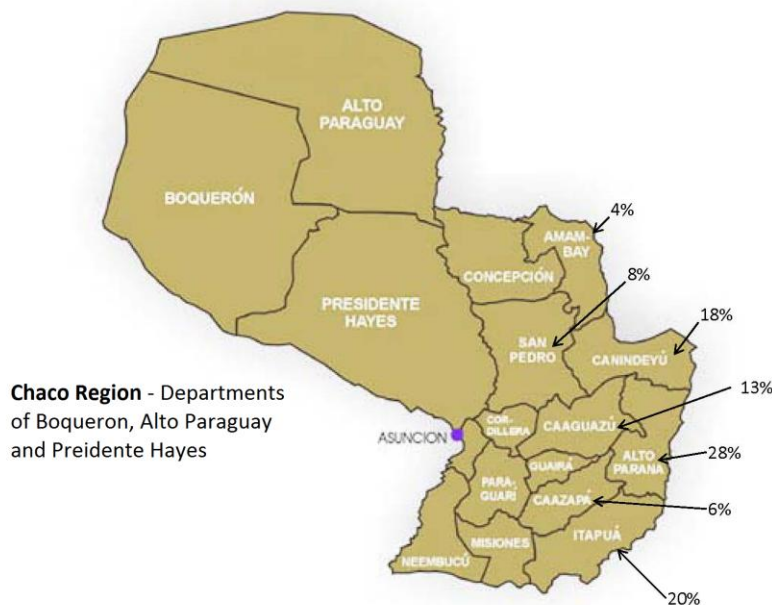 ALTO
PARAGUAY
BOQUERÓN
4%
AMAM-
BAY
8%
CONCEPCIÓN
PRESIDENTE
HAYES
18%
SAN
PEDRO
CANINDEYÚ
13%
Chaco Region - Departments
of Boqueron, Alto Paraguay
and Preidente Hayes
COR-
DILLERA
CAAGUAZÚ
ASUNCION
28%
ALTO
PARANA
GUAIRÁ
PARA-
GUARÍ
CAAZAPÁ
6%
ITAPUÁ
MISIONES
NEEMBUCÚ
20%